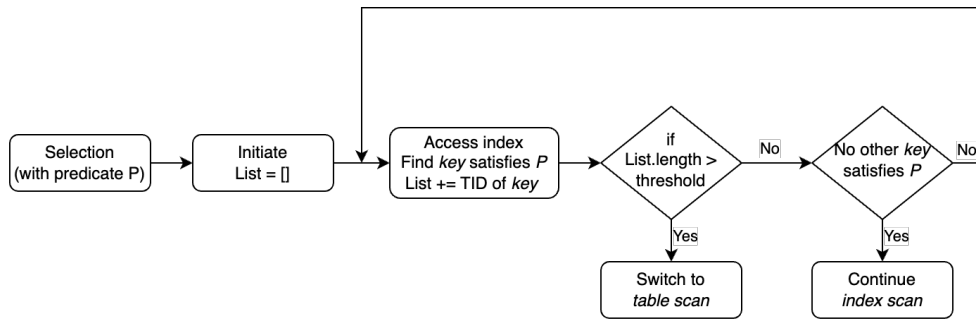 Selection
(with predicate P)
Initiate
List = []
Access index
Find key satisfies P
List += TID of key
if
List.length >
threshold
No
Yes
Switch to
table scan
No other key
satisfies P
No
Yes
Continue
index scan